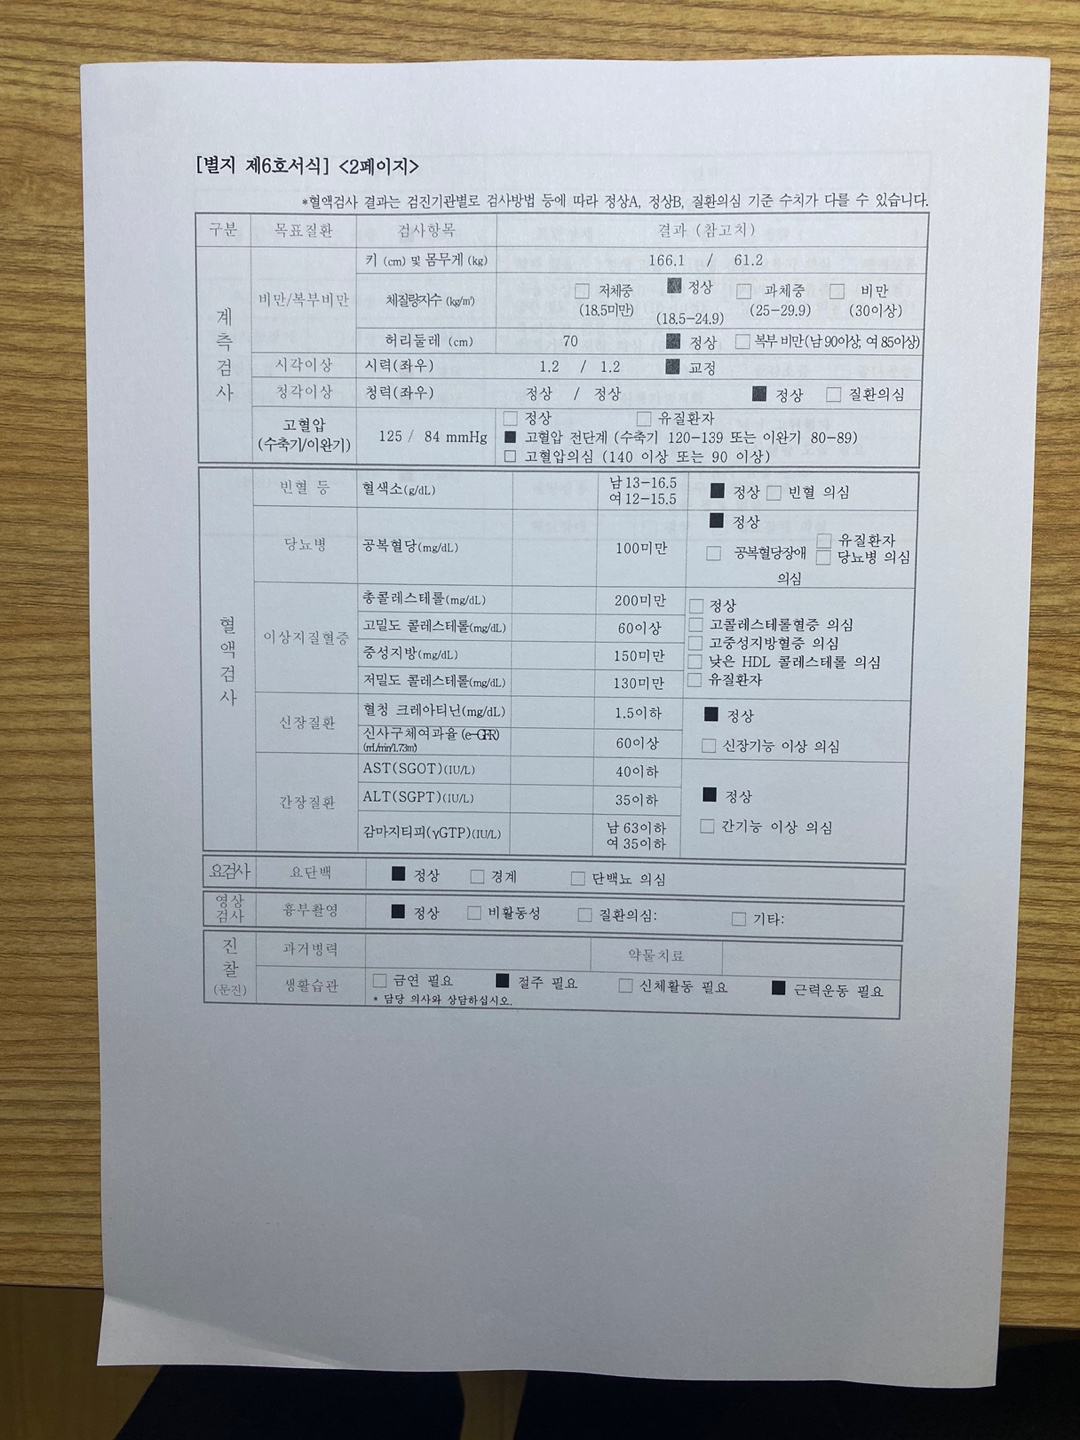 [별지 제6호서식] <2페이지>
*혈액검사 결과는 검진기관별로 검사방법 등에 따라 정상A, 정상B, 질환의심 기준 수치가 다를 수 있습니다.
구분 목표질환 검사항목 결과 (참고치)
계측검사
키 (cm) 및 몸무게 (kg) 166.1 / 61.2
비만/복부비만 체질량지수 (kg/㎡) □ 저체중 (18.5미만) ■ 정상 (18.5-24.9) □ 과체중 (25-29.9) □ 비만 (30이상)
허리둘레 (cm) 70 ■ 정상 □ 복부 비만(남 90이상, 여 85이상)
시각이상 시력(좌우) 1.2 / 1.2 ■ 교정
청각이상 청력(좌우) 정상 / 정상 ■ 정상 □ 질환의심
고혈압 (수축기/이완기) 125 / 84 mmHg □ 정상 □ 유질환자
■ 고혈압 전단계 (수축기 120-139 또는 이완기 80-89)
□ 고혈압의심 (140 이상 또는 90 이상)
혈액검사
빈혈 등 혈색소(g/dL) 남 13-16.5 여 12-15.5 ■ 정상 □ 빈혈 의심
당뇨병 공복혈당(mg/dL) 100미만 ■ 정상 □ 공복혈당장애 의심 □ 유질환자 □ 당뇨병 의심
이상지질혈증 총콜레스테롤(mg/dL) 200미만 □ 정상
고밀도 콜레스테롤(mg/dL) 60이상 □ 고콜레스테롤혈증 의심
중성지방(mg/dL) 150미만 □ 고중성지방혈증 의심
□ 낮은 HDL 콜레스테롤 의심
저밀도 콜레스테롤(mg/dL) 130미만 □ 유질환자
신장질환 혈청 크레아티닌(mg/dL) 1.5이하 ■ 정상
신사구체여과율 (e-GFR) (mL/min/1.73㎡) 60이상 □ 신장기능 이상 의심
간장질환 AST(SGOT)(IU/L) 40이하
ALT(SGPT)(IU/L) 35이하 ■ 정상
감마지티피(γGTP)(IU/L) 남 63이하 여 35이하 □ 간기능 이상 의심
요검사 요단백 ■ 정상 □ 경계 □ 단백뇨 의심
영상검사 흉부촬영 ■ 정상 □ 비활동성 □ 질환의심: □ 기타:
진찰 (문진)
과거병력 약물치료
생활습관 □ 금연 필요 ■ 절주 필요 □ 신체활동 필요 ■ 근력운동 필요
* 담당 의사와 상담하십시오.